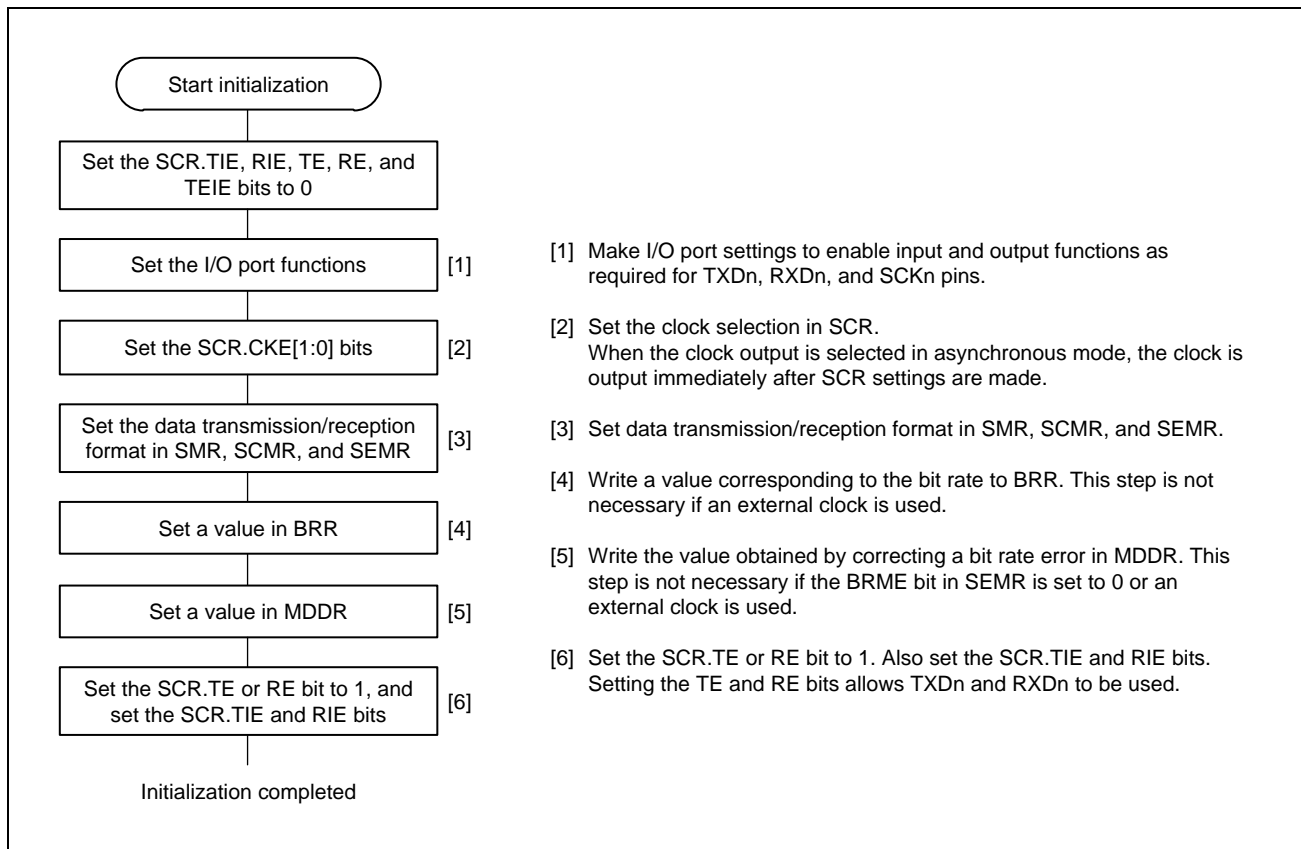 Start initialization
Set the SCR.TIE, RIE, TE, RE, and
TEIE bits to 0
Set the I/O port functions
[1]
Set the SCR.CKE[1:0] bits
[2]
Set the data transmission/reception
format in SMR, SCMR, and SEMR
[3]
Set a value in BRR
[4]
Set a value in MDDR
[5]
Set the SCR.TE or RE bit to 1, and
set the SCR.TIE and RIE bits
[6]
Initialization completed
[1] Make I/O port settings to enable input and output functions as
required for TXDn, RXDn, and SCKn pins.
[2] Set the clock selection in SCR.
When the clock output is selected in asynchronous mode, the clock is
output immediately after SCR settings are made.
[3] Set data transmission/reception format in SMR, SCMR, and SEMR.
[4] Write a value corresponding to the bit rate to BRR. This step is not
necessary if an external clock is used.
[5] Write the value obtained by correcting a bit rate error in MDDR. This
step is not necessary if the BRME bit in SEMR is set to 0 or an
external clock is used.
[6] Set the SCR.TE or RE bit to 1. Also set the SCR.TIE and RIE bits.
Setting the TE and RE bits allows TXDn and RXDn to be used.